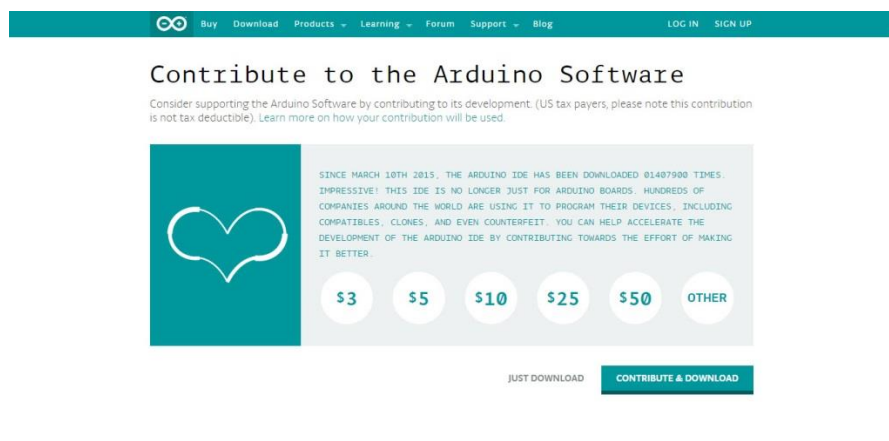 Buy Download Products Learning Forum Support Blog LOG IN SIGN UP
Contribute to the Arduino Software
Consider supporting the Arduino Software by contributing to its development. (US tax payers, please note this contribution
is not tax deductible). Learn more on how your contribution will be used.
SINCE MARCH 10TH 2015, THE ARDUINO IDE HAS BEEN DOWNLOADED 01407900 TIMES.
IMPRESSIVE! THIS IDE IS NO LONGER JUST FOR ARDUINO BOARDS. HUNDREDS OF
COMPANIES AROUND THE WORLD ARE USING IT TO PROGRAM THEIR DEVICES, INCLUDING
COMPATIBLES, CLONES, AND EVEN COUNTERFEIT. YOU CAN HELP ACCELERATE THE
DEVELOPMENT OF THE ARDUINO IDE BY CONTRIBUTING TOWARDS THE EFFORT OF MAKING
IT BETTER.
$3 $5 $10 $25 $50 OTHER
JUST DOWNLOAD CONTRIBUTE & DOWNLOAD